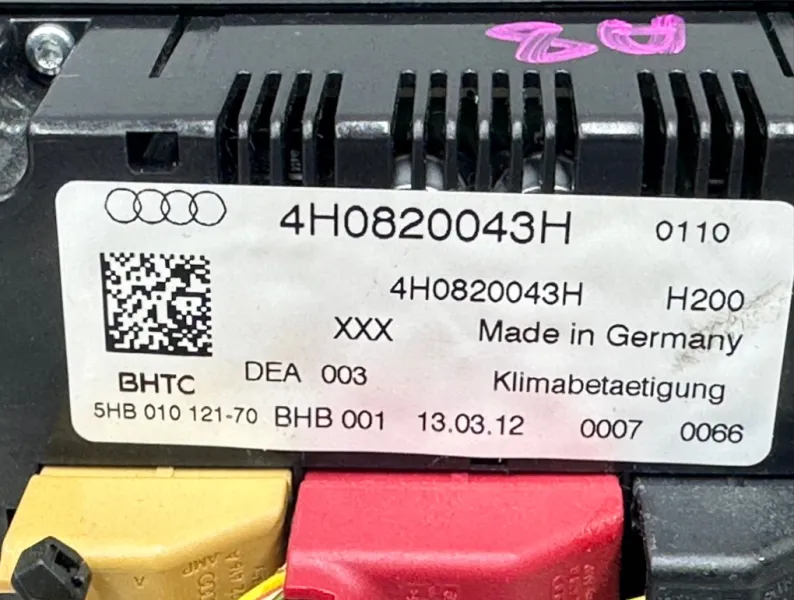 4H0820043H 0110
4H0820043H H200
XXX Made in Germany
BHTC DEA 003 Klimabetaetigung
5HB 010 121-70 BHB 001 13.03.12 0007 0066